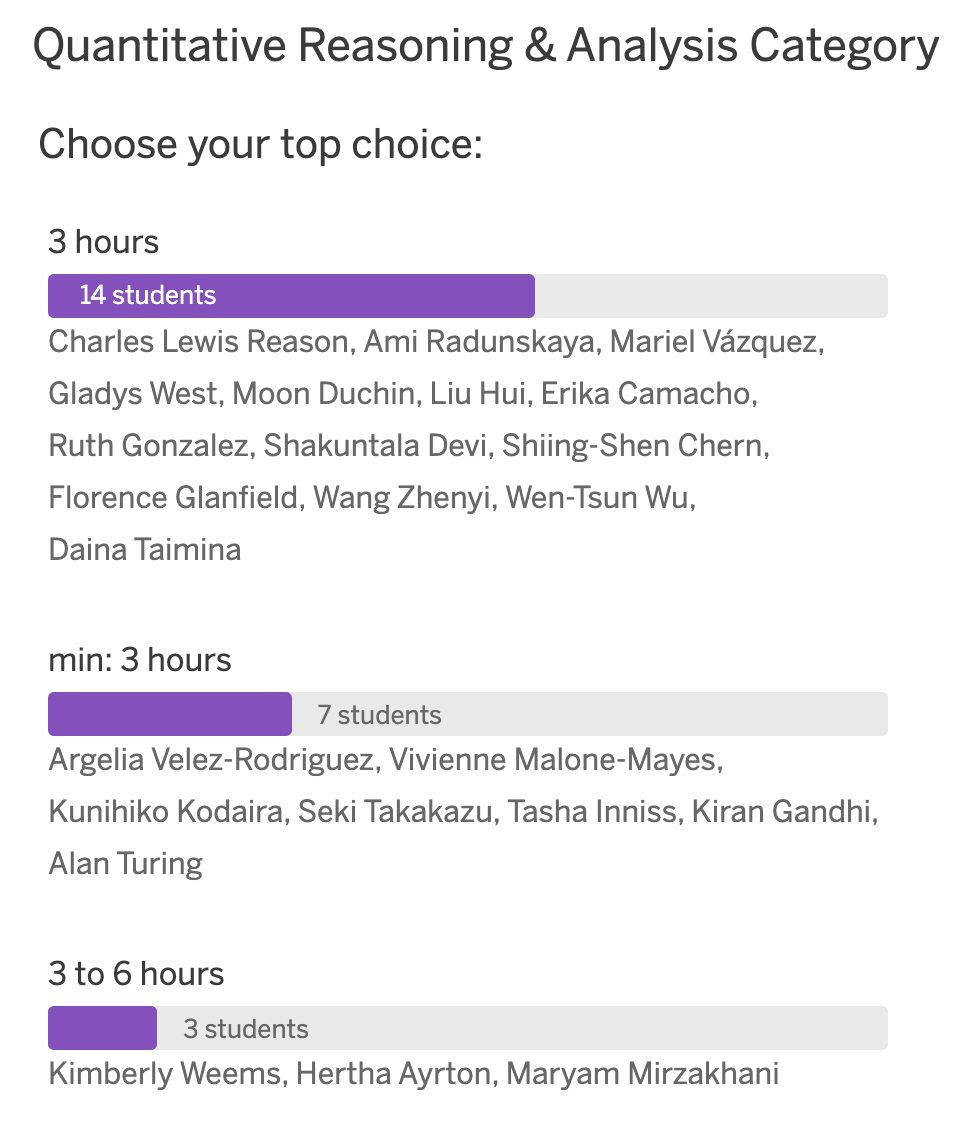 Quantitative Reasoning & Analysis Category
Choose your top choice:
3 hours
14 students
Charles Lewis Reason, Ami Radunskaya, Mariel Vázquez,
Gladys West, Moon Duchin, Liu Hui, Erika Camacho,
Ruth Gonzalez, Shakuntala Devi, Shiing-Shen Chern,
Florence Glanfield, Wang Zhenyi, Wen-Tsun Wu,
Daina Taimina
min: 3 hours
7 students
Argelia Velez-Rodriguez, Vivienne Malone-Mayes,
Kunihiko Kodaira, Seki Takakazu, Tasha Inniss, Kiran Gandhi,
Alan Turing
3 to 6 hours
3 students
Kimberly Weems, Hertha Ayrton, Maryam Mirzakhani